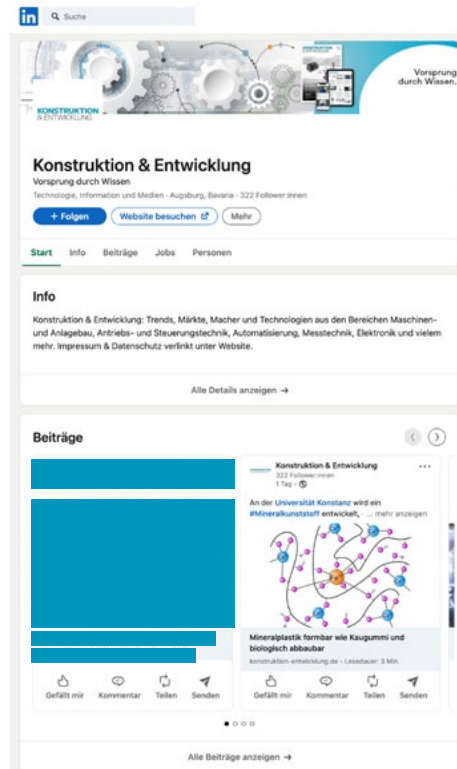 in
Suche
KONSTRUKTION
& ENTWICKLUNG
Vorsprung
durch Wissen.
Konstruktion & Entwicklung
Vorsprung durch Wissen
Technologie, Information und Medien - Augsburg, Bavaria - 322 Follower:innen
+ Folgen
Website besuchen
Mehr
Start
Info
Beiträge
Jobs
Personen
Info
Konstruktion & Entwicklung: Trends, Märkte, Macher und Technologien aus den Bereichen Maschinen-
und Anlagebau, Antriebs- und Steuerungstechnik, Automatisierung, Messtechnik, Elektronik und vielem
mehr. Impressum & Datenschutz verlinkt unter Website.
Alle Details anzeigen →
Beiträge
Gefällt mir
Kommentar
Teilen
Senden
Konstruktion & Entwicklung
322 Follower:innen
1 Tag •
An der Universität Konstanz wird ein
#Mineralkunststoff entwickelt, · ... mehr anzeigen
Mineralplastik formbar wie Kaugummi und
biologisch abbaubar
konstruktion-entwicklung.de - Lesedauer: 3 Min.
Gefällt mir
Kommentar
Teilen
Senden
Alle Beiträge anzeigen →